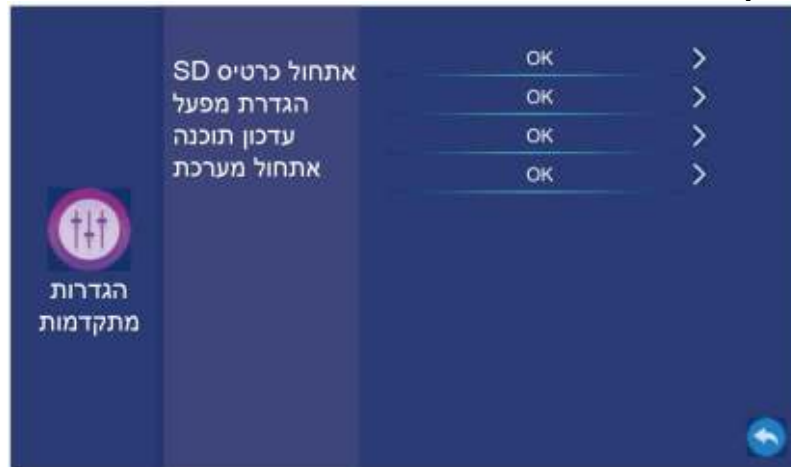 אתחול כרטיס SD
OK
הגדרת מפעל
OK
עדכון תוכנה
OK
אתחול מערכת
OK
הגדרות
מתקדמות